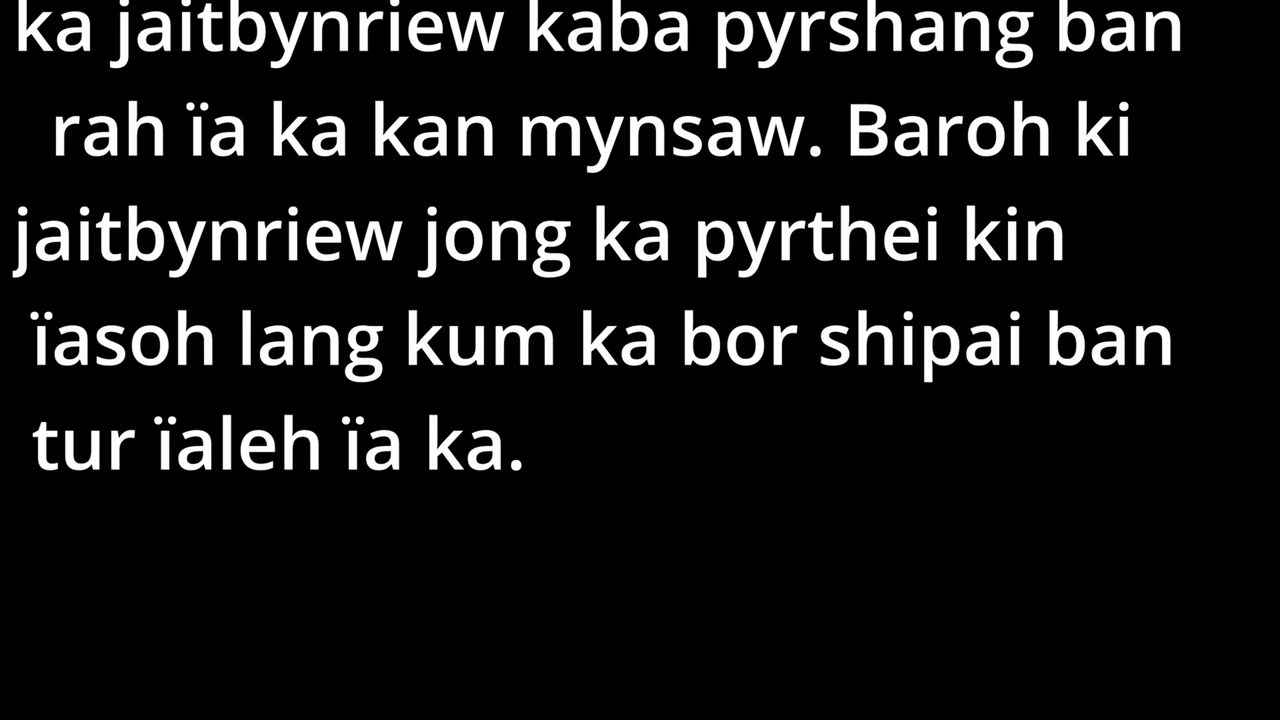 ka jaitbynriew kaba pyrshang ban
rah ïa ka kan mynsaw. Baroh ki
jaitbynriew jong ka pyrthei kin
ïasoh lang kum ka bor shipai ban
tur ïaleh ïa ka.